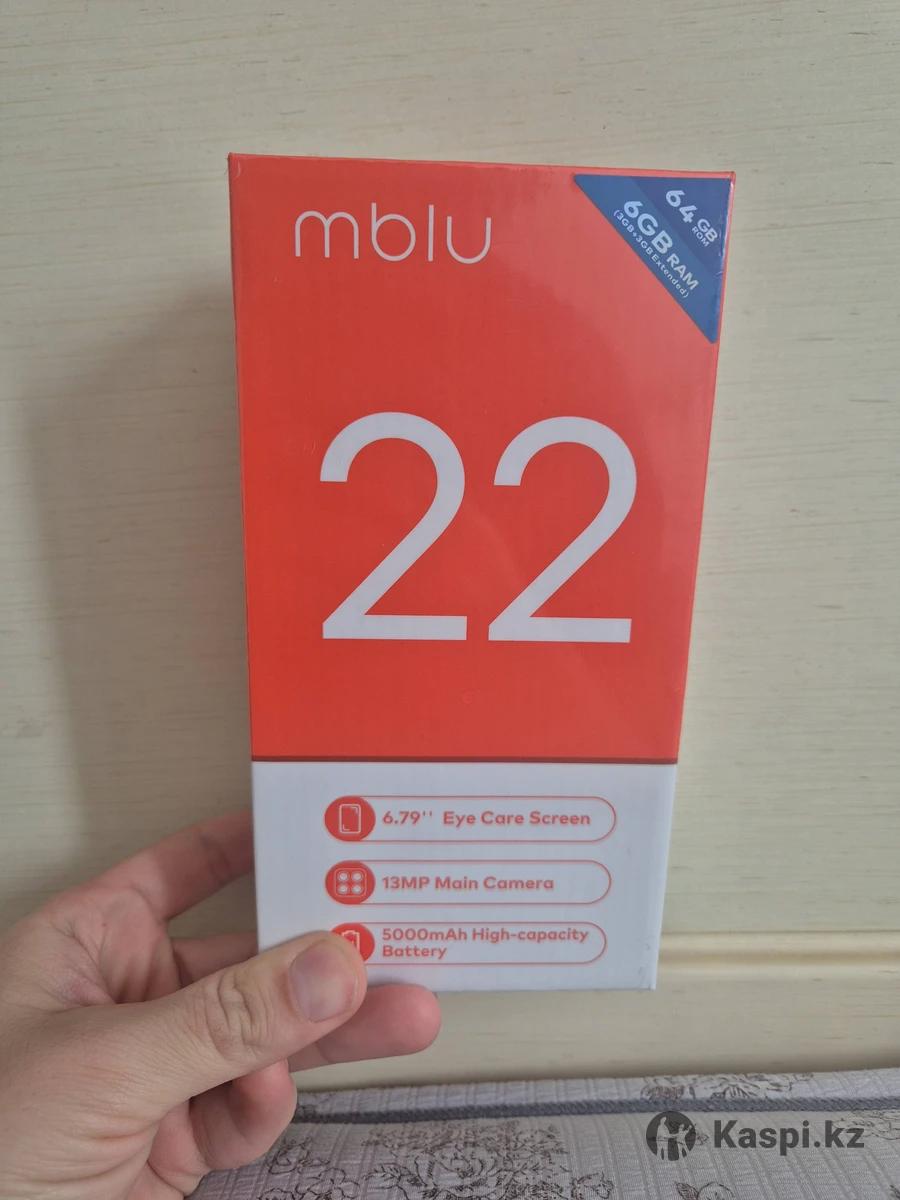 mblu
64 GB
ROM
6GB RAM
(3GB+3GB Extended)
22
6.79'' Eye Care Screen
13MP Main Camera
5000mAh High-capacity
Battery
Kaspi.kz